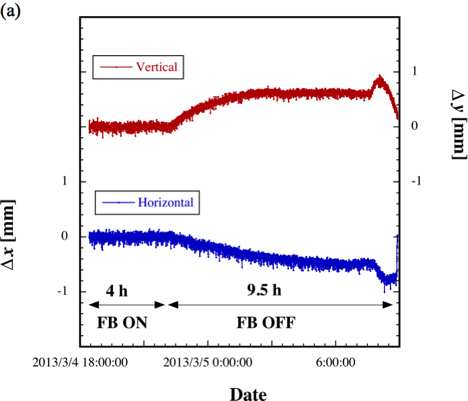 (a)
Vertical
1
0
-1
Δy [mm]
Horizontal
1
0
-1
Δx [mm]
4 h
9.5 h
FB ON
FB OFF
2013/3/4 18:00:00
2013/3/5 0:00:00
6:00:00
Date